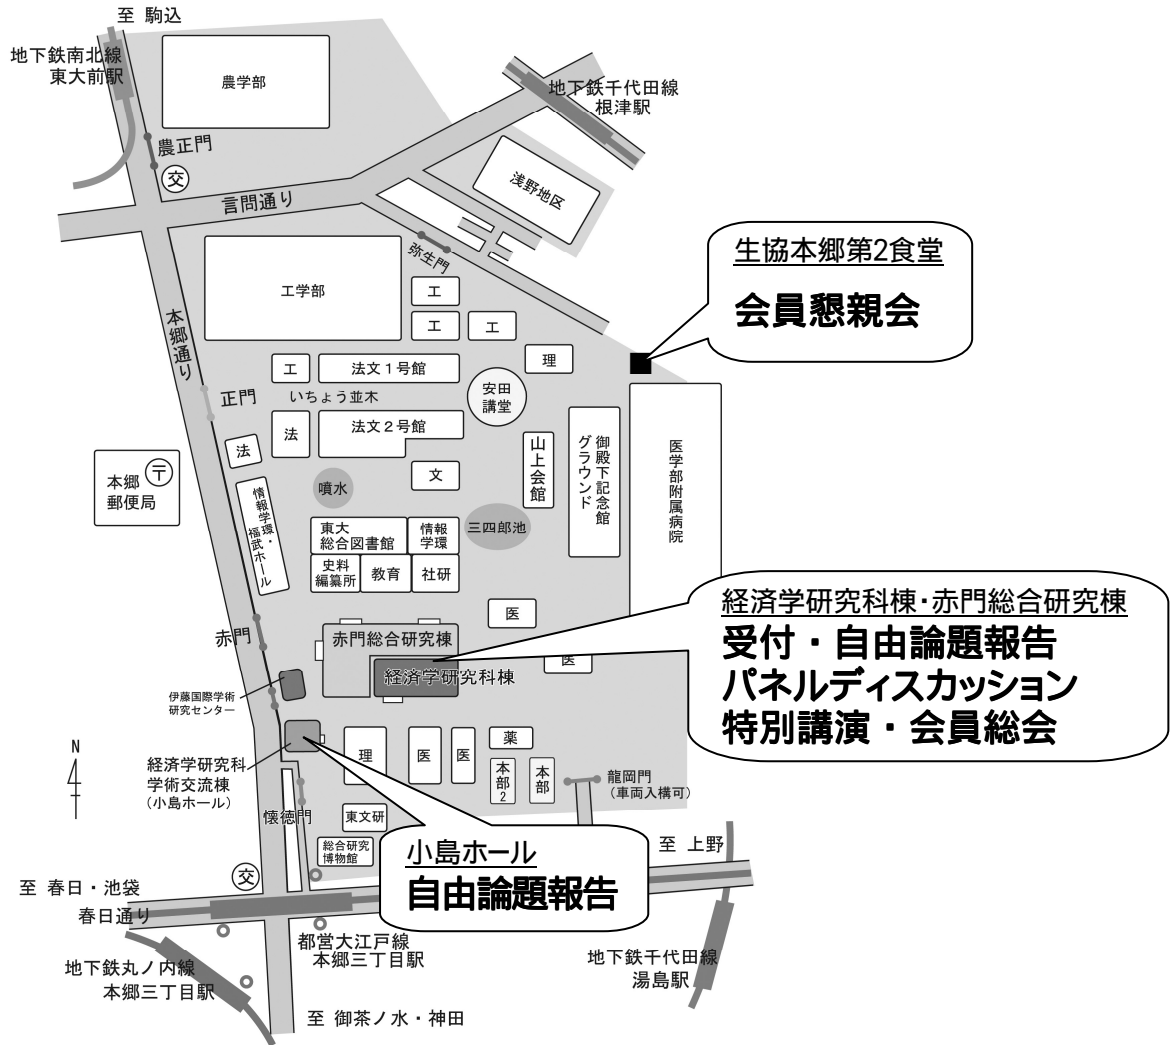 至 駒込
地下鉄南北線
東大前駅
農学部
地下鉄千代田線
根津駅
農正門
交
浅野地区
言問通り
弥生門
生協本郷第2食堂
会員懇親会
工学部
工
工
工
本郷通り
理
工
法文1号館
安田
講堂
正門
いちょう並木
法
法文2号館
法
山上会館
御殿下記念館
グラウンド
医学部附属病院
文
本郷
郵便局
〒
噴水
情報学環・
福武ホール
三四郎池
東大
総合図書館
情報
学環
史料
編纂所
教育
社研
医
経済学研究科棟・赤門総合研究棟
受付・自由論題報告
パネルディスカッション
特別講演・会員総会
赤門
赤門総合研究棟
医
経済学研究科棟
伊藤国際学術
研究センター
理
医
医
薬
N
経済学研究科
学術交流棟
(小島ホール)
本部2
本部
龍岡門
(車両入構可)
懐徳門
東文研
総合研究
博物館
小島ホール
自由論題報告
至 上野
交
至 春日・池袋
春日通り
都営大江戸線
本郷三丁目駅
地下鉄丸ノ内線
本郷三丁目駅
地下鉄千代田線
湯島駅
至 御茶ノ水・神田